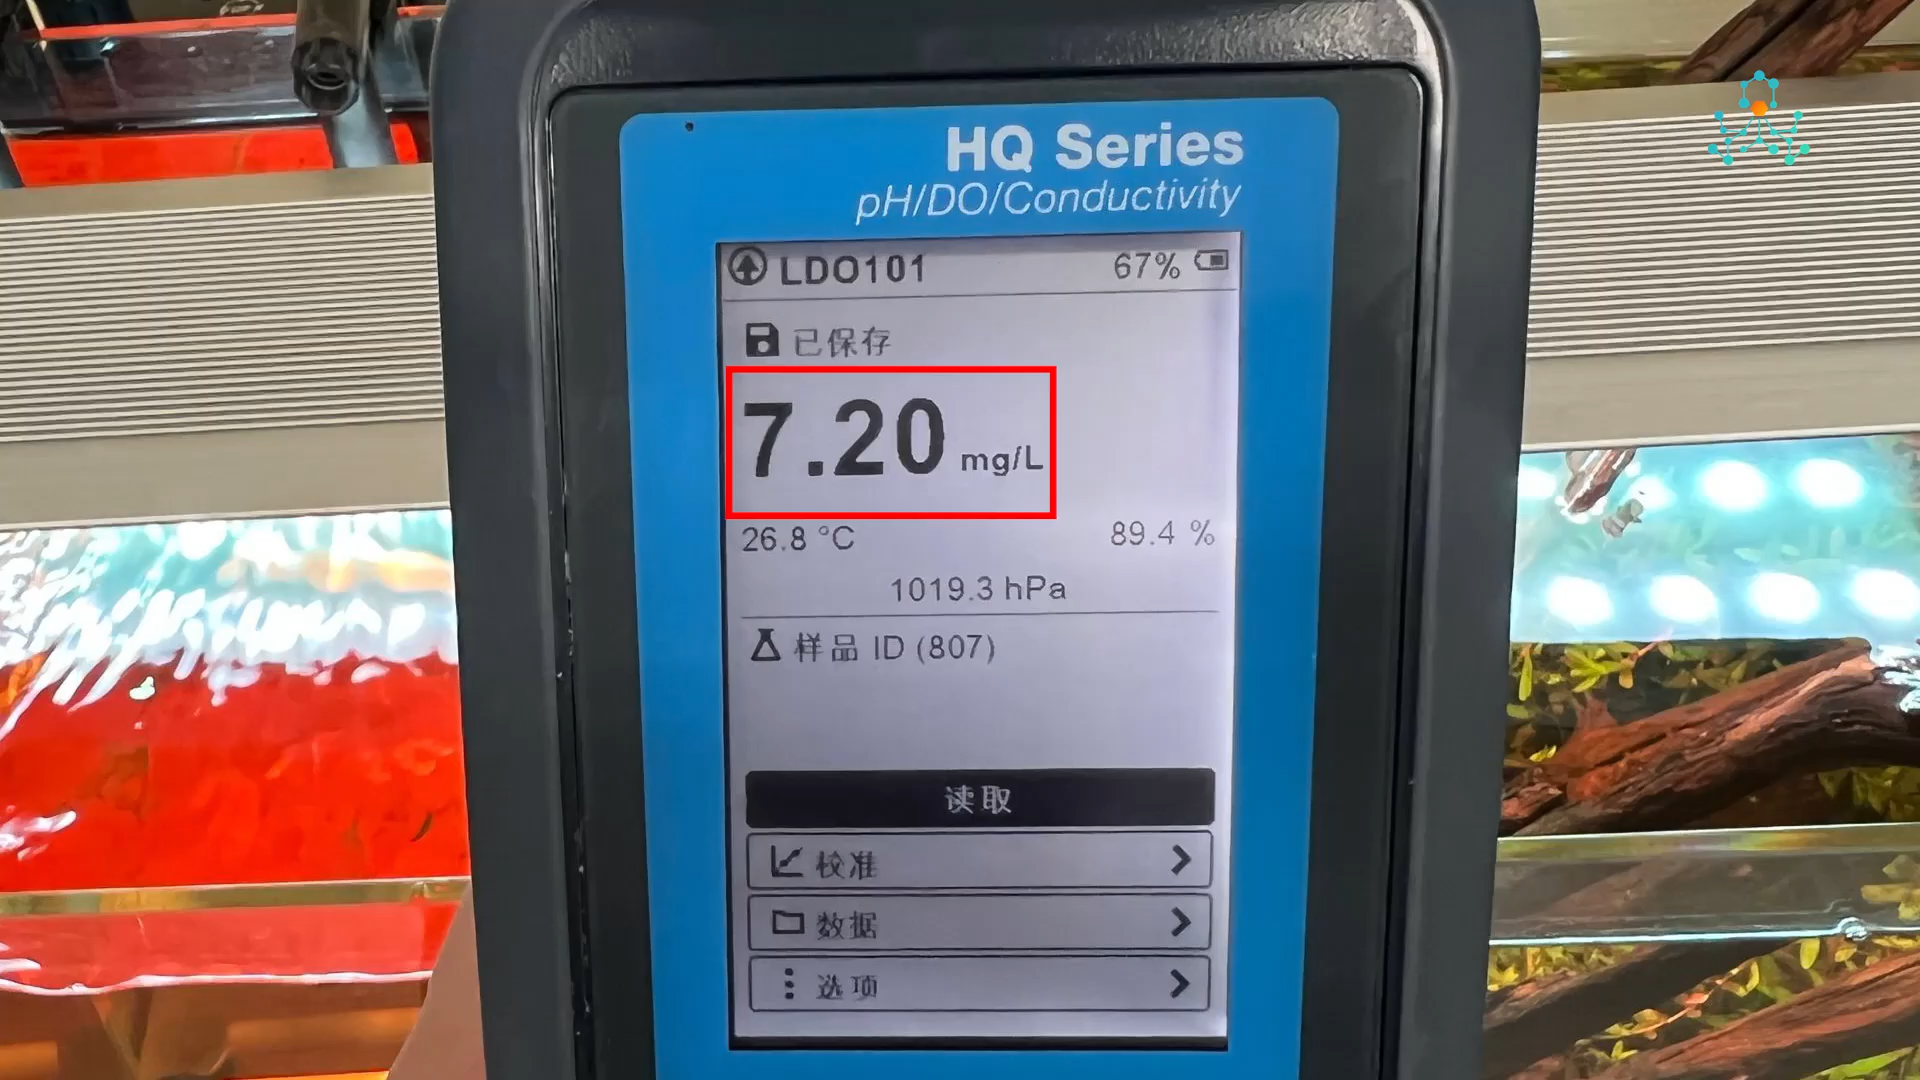 HQ Series
pH/DO/Conductivity
LDO101 67%
已保存
7.20 mg/L
26.8 °C 89.4 %
1019.3 hPa
样品 ID (807)
读取
校准
数据
选项